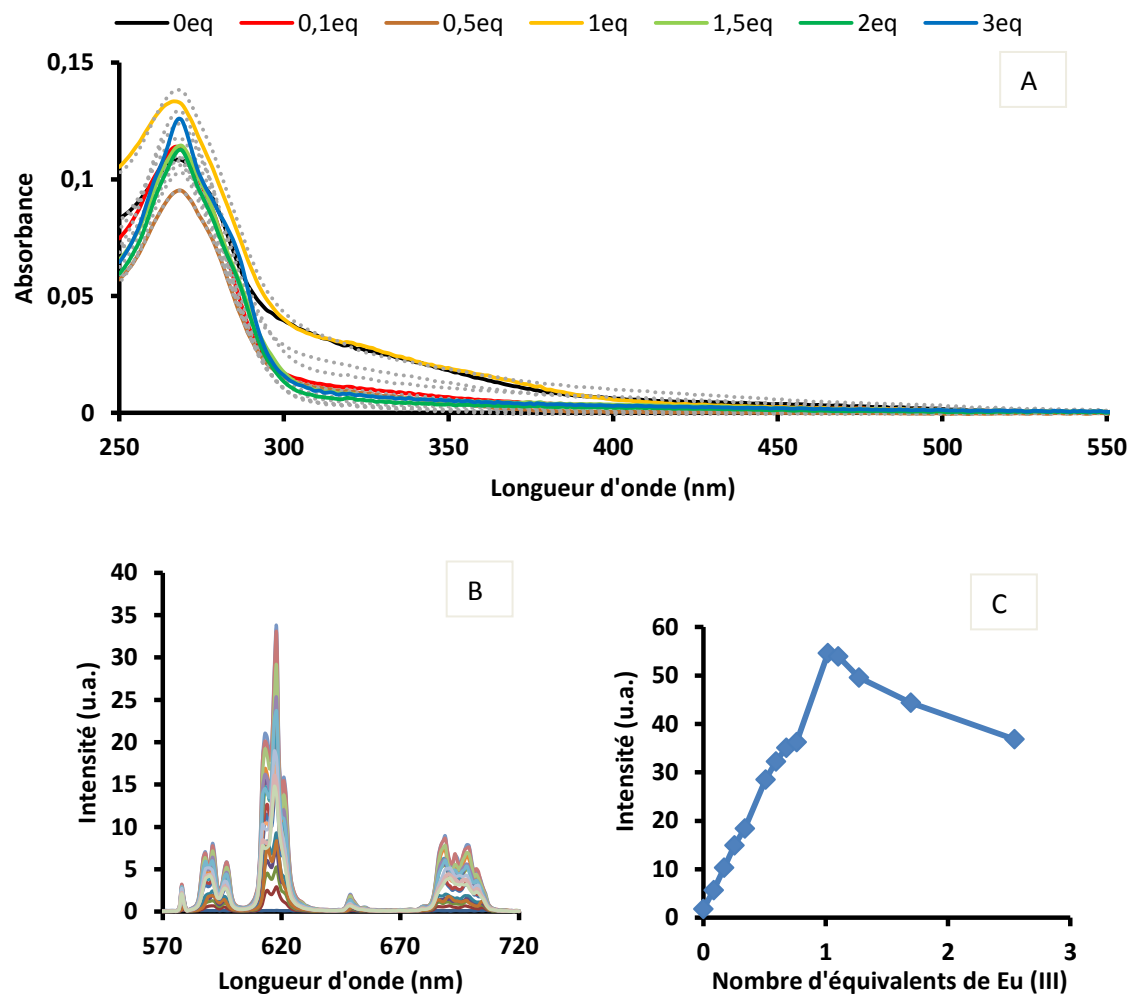 0eq 0,1eq 0,5eq 1eq 1,5eq 2eq 3eq
A
0,15
0,1
0,05
0
Absorbance
250 300 350 400 450 500 550
Longueur d'onde (nm)
B
40
35
30
25
20
15
10
5
0
Intensité (u.a.)
570 620 670 720
Longueur d'onde (nm)
C
60
50
40
30
20
10
0
Intensité (u.a.)
0 1 2 3
Nombre d'équivalents de Eu (III)